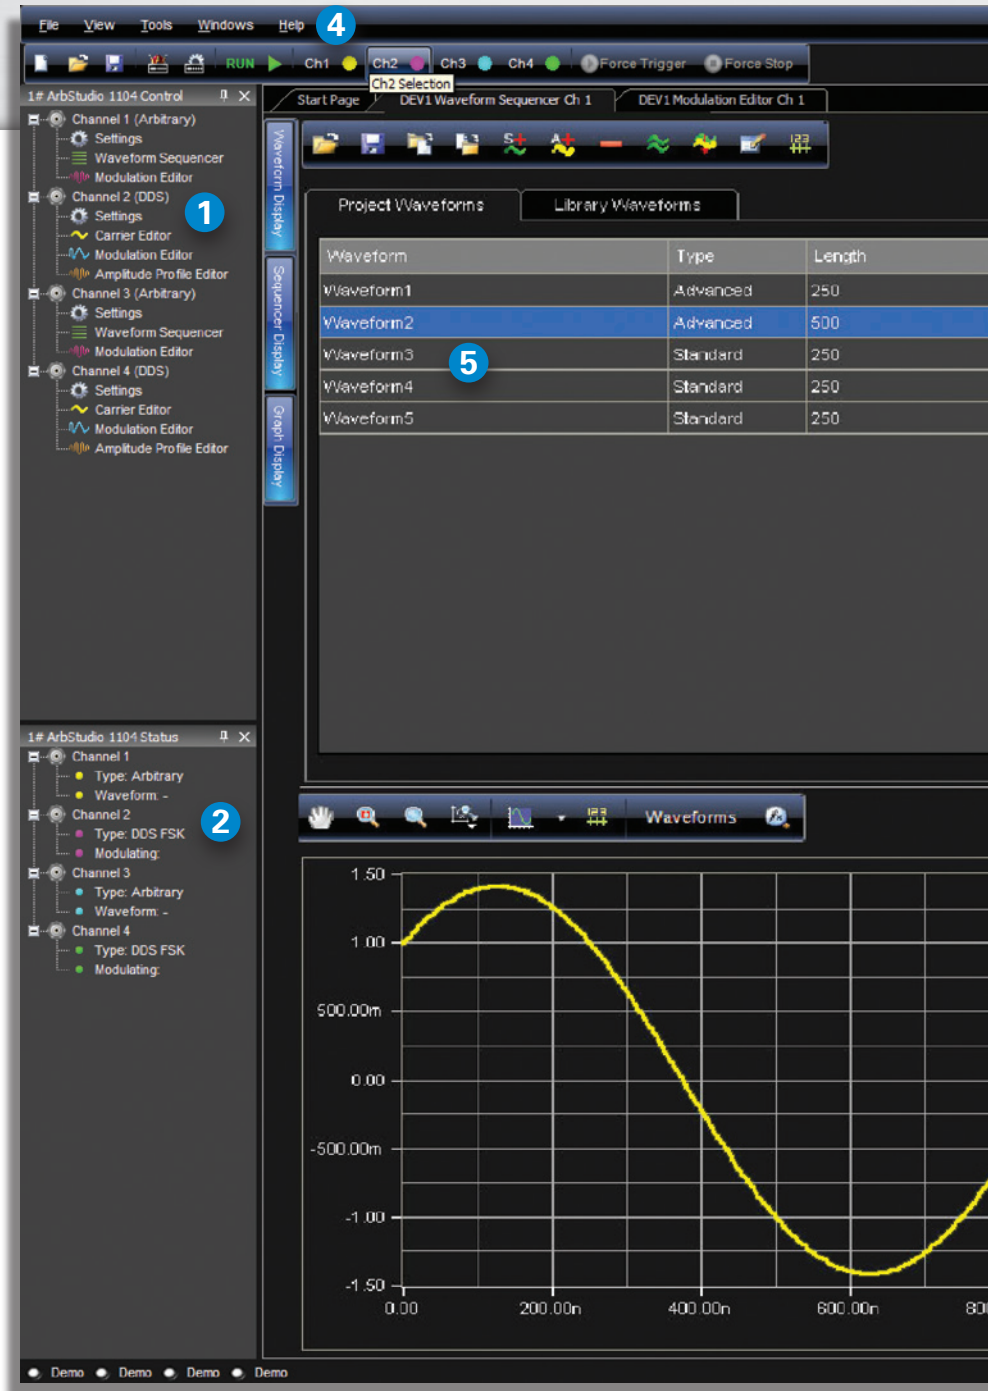 File View Tools Windows Help 4
RUN Ch1 Ch2 Ch3 Ch4 Force Trigger Force Stop
Ch2 Selection
1# ArbStudio 1104 Control
Channel 1 (Arbitrary)
Settings
Waveform Sequencer
Modulation Editor
Channel 2 (DDS)
Settings
Carrier Editor
Modulation Editor
Amplitude Profile Editor
Channel 3 (Arbitrary)
Settings
Waveform Sequencer
Modulation Editor
Channel 4 (DDS)
Settings
Carrier Editor
Modulation Editor
Amplitude Profile Editor
1
1# ArbStudio 1104 Status
Channel 1
Type: Arbitrary
Waveform: -
Channel 2
Type: DDS FSK
Modulating:
Channel 3
Type: Arbitrary
Waveform: -
Channel 4
Type: DDS FSK
Modulating:
2
Start Page DEV1 Waveform Sequencer Ch 1 DEV1 Modulation Editor Ch 1
Waveform Display
Sequencer Display
Graph Display
S A 123
Project Waveforms Library Waveforms
Waveform Type Length
Waveform1 Advanced 250
Waveform2 Advanced 500
Waveform3 Standard 250
Waveform4 Standard 250
Waveform5 Standard 250
5
123 Waveforms fx
1.50
1.00
500.00m
0.00
-500.00m
-1.00
-1.50
0.00 200.00n 400.00n 600.00n 80
Demo Demo Demo Demo